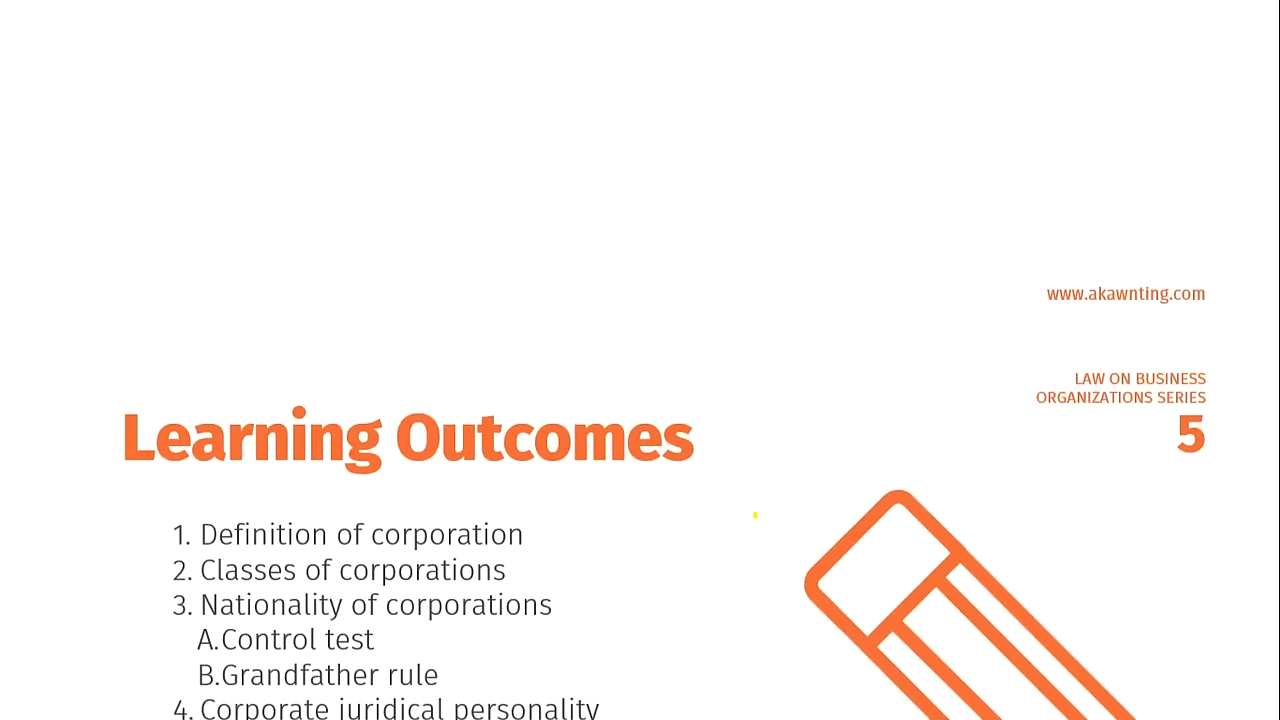 www.akawnting.com
LAW ON BUSINESS
ORGANIZATIONS SERIES
5
Learning Outcomes
1. Definition of corporation
2. Classes of corporations
3. Nationality of corporations
A.Control test
B.Grandfather rule
4. Corporate juridical personality